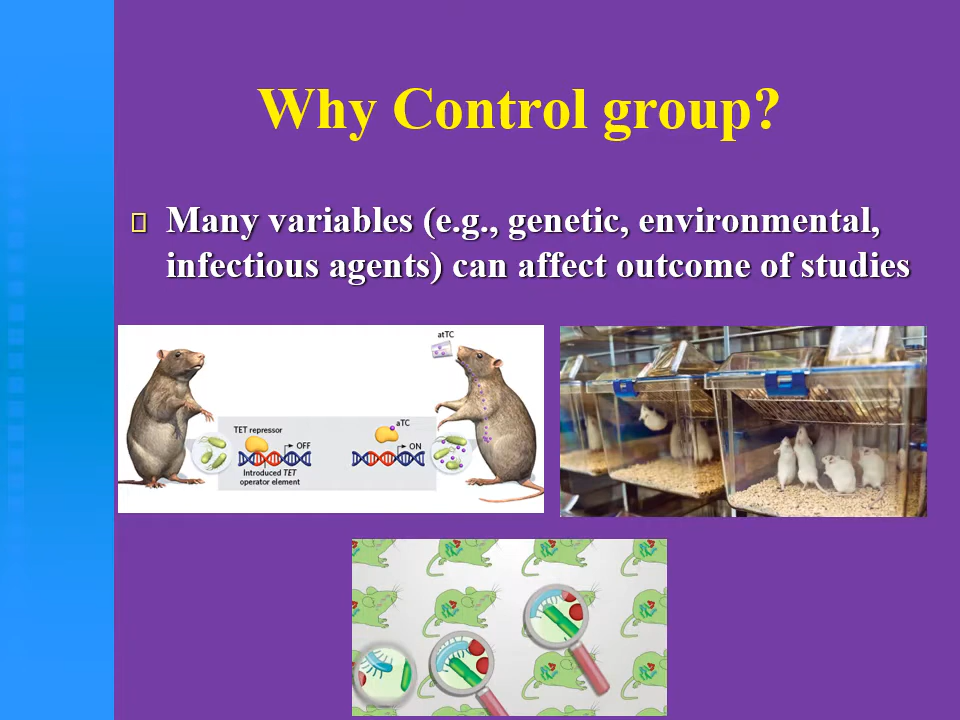 Why Control group?
Many variables (e.g., genetic, environmental,
infectious agents) can affect outcome of studies
atTC
TET repressor
OFF
Introduced TET
operator element
aTC
ON